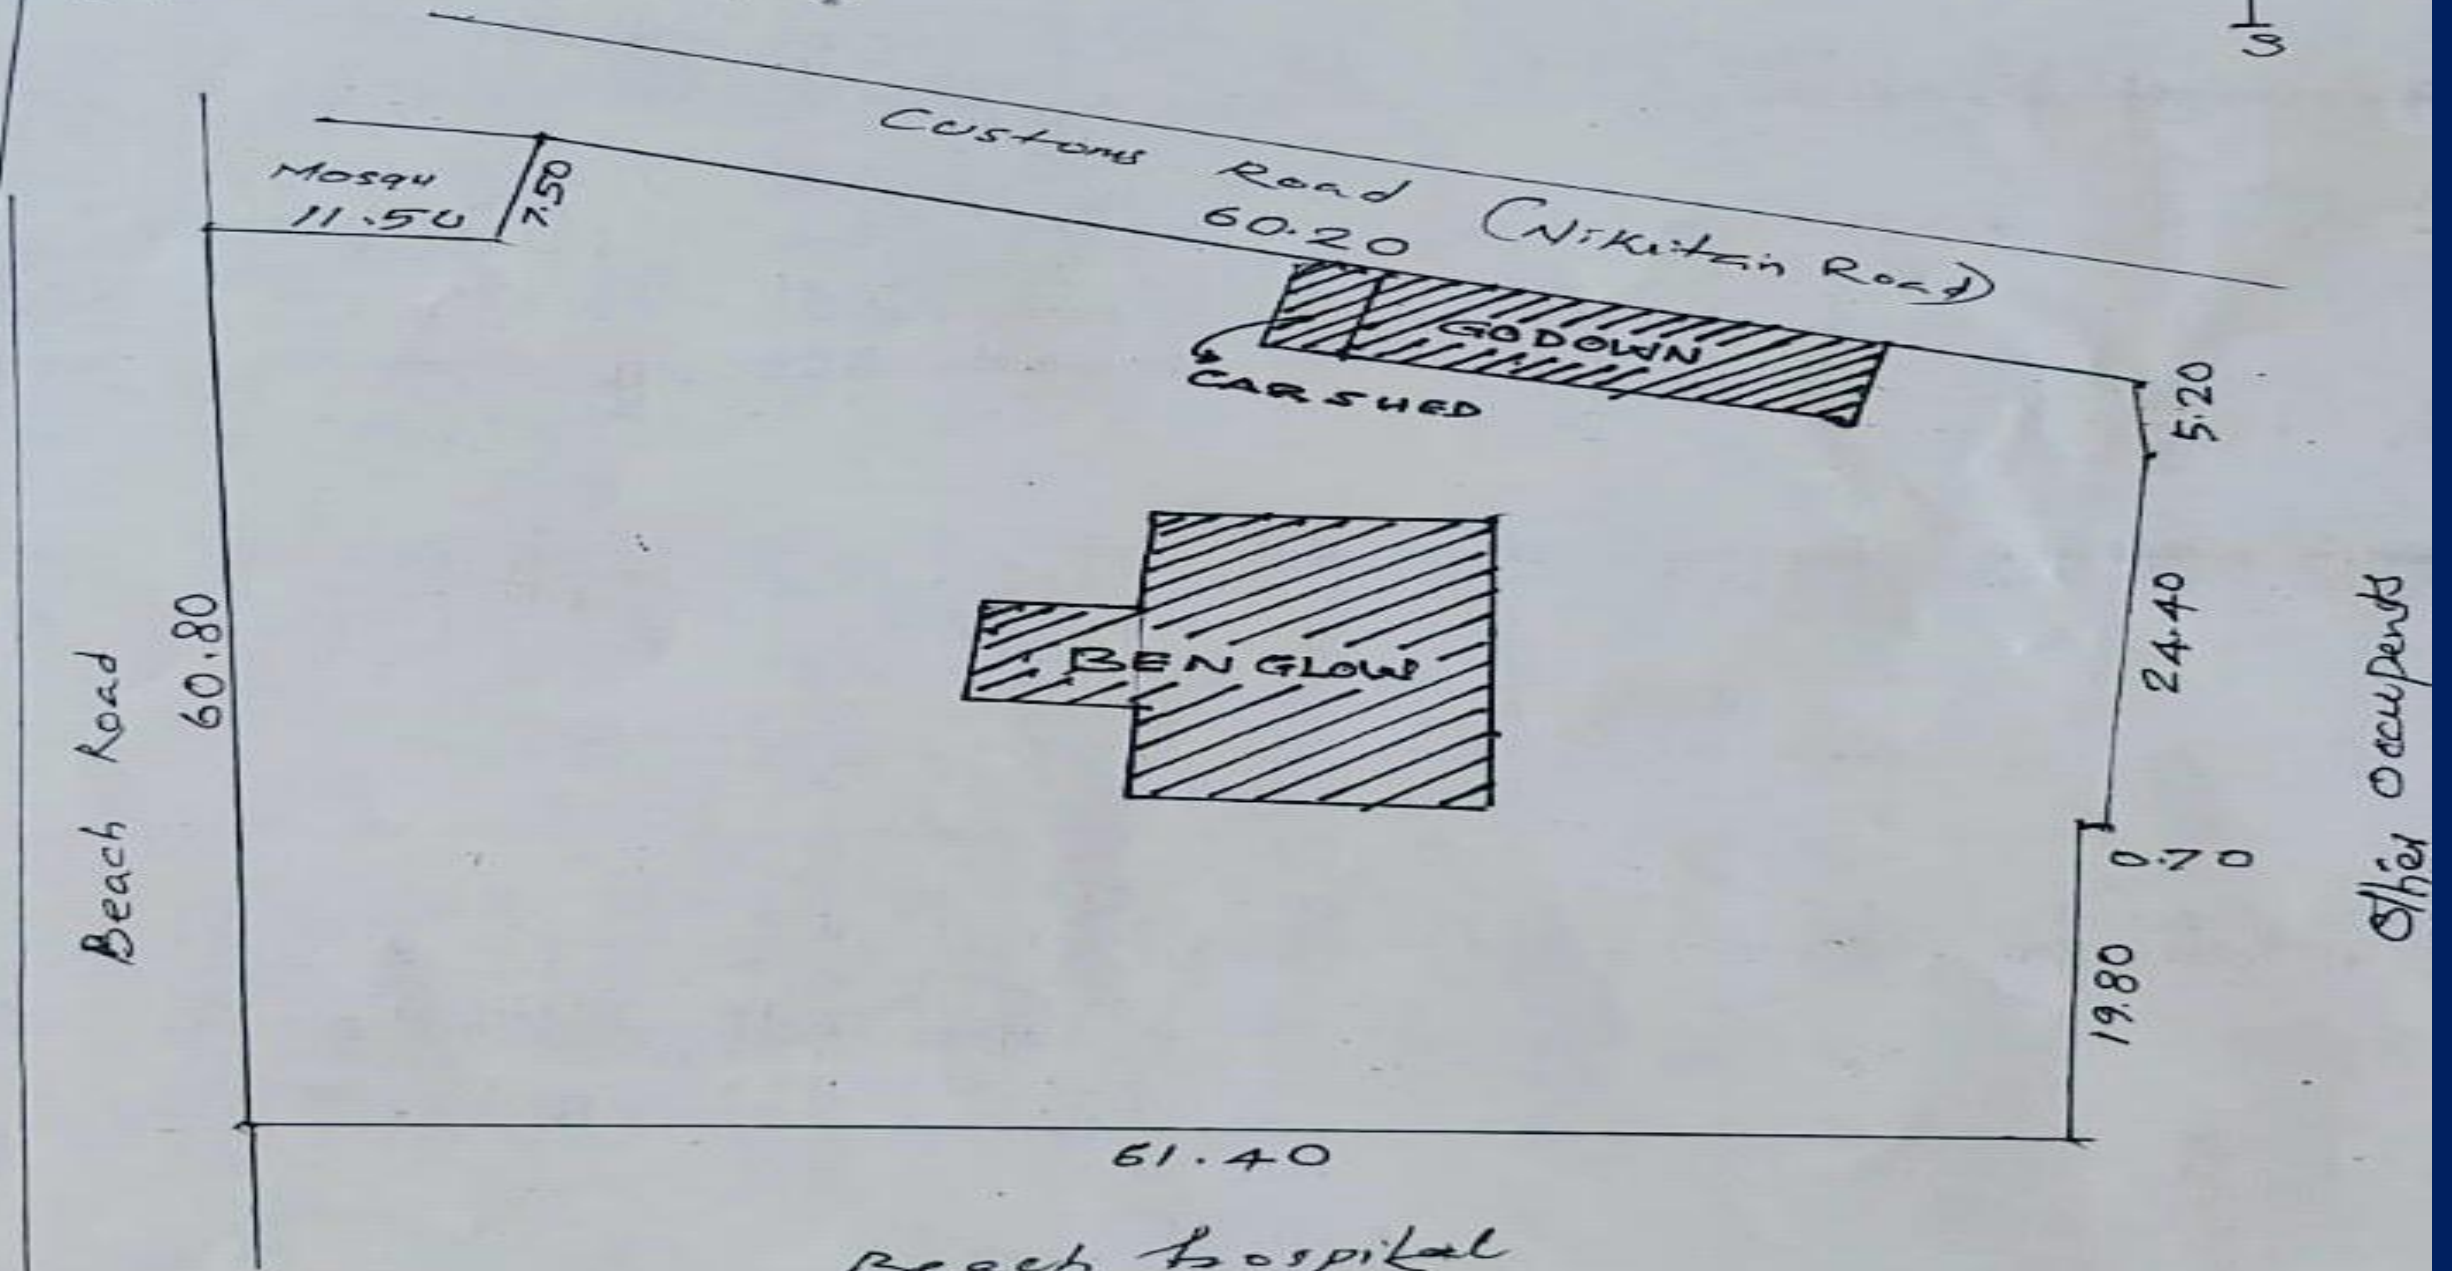 S
Customs Road (Nikitain Road)
Mosqu
11.50
7.50
60.20
GODOWN
CAR SHED
5.20
BENGLOW
24.40
Beach Road
60.80
Other occupents
0.70
19.80
61.40
Beach hospital